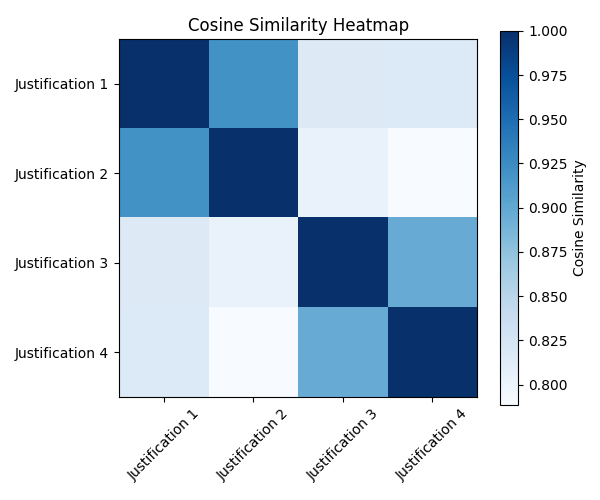 Cosine Similarity Heatmap
Justification 1
Justification 2
Justification 3
Justification 4
Justification 1
Justification 2
Justification 3
Justification 4
1.000
0.975
0.950
0.925
0.900
0.875
0.850
0.825
0.800
Cosine Similarity